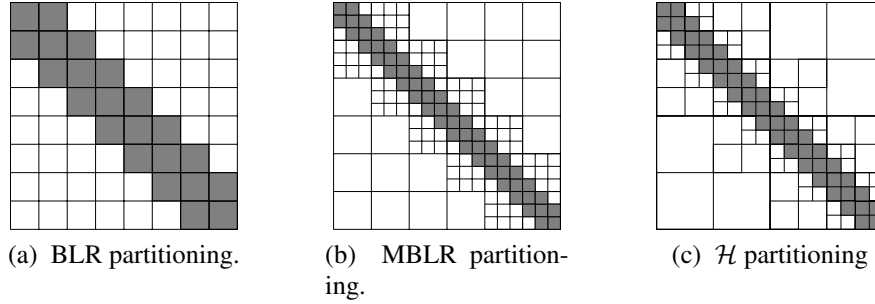 (a) BLR partitioning.
(b) MBLR partition-
ing.
(c) ℋ partitioning